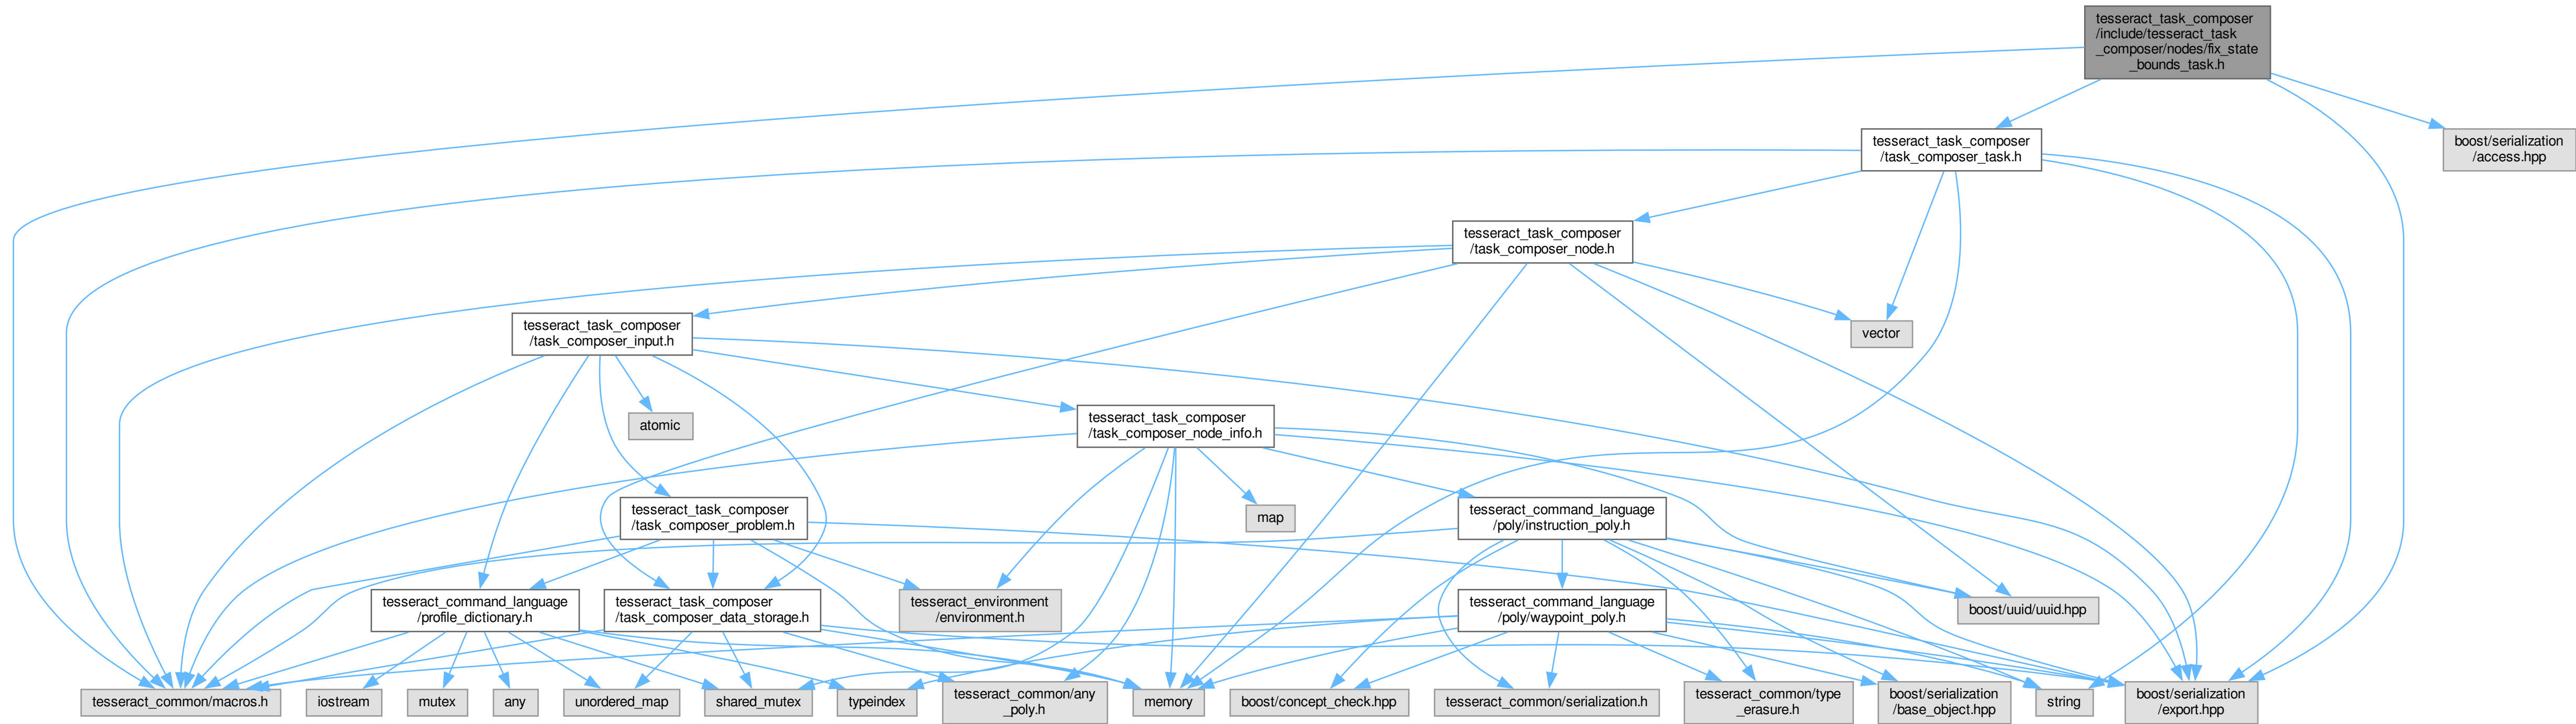 tesseract_task_composer
/include/tesseract_task
_composer/nodes/fix_state
_bounds_task.h
tesseract_task_composer
/task_composer_task.h
boost/serialization
/access.hpp
tesseract_task_composer
/task_composer_node.h
tesseract_task_composer
/task_composer_input.h
vector
atomic
tesseract_task_composer
/task_composer_node_info.h
tesseract_task_composer
/task_composer_problem.h
map
tesseract_command_language
/poly/instruction_poly.h
tesseract_command_language
/profile_dictionary.h
tesseract_task_composer
/task_composer_data_storage.h
tesseract_environment
/environment.h
tesseract_command_language
/poly/waypoint_poly.h
boost/uuid/uuid.hpp
tesseract_common/macros.h
iostream
mutex
any
unordered_map
shared_mutex
typeindex
tesseract_common/any
_poly.h
memory
boost/concept_check.hpp
tesseract_common/serialization.h
tesseract_common/type
_erasure.h
boost/serialization
/base_object.hpp
string
boost/serialization
/export.hpp